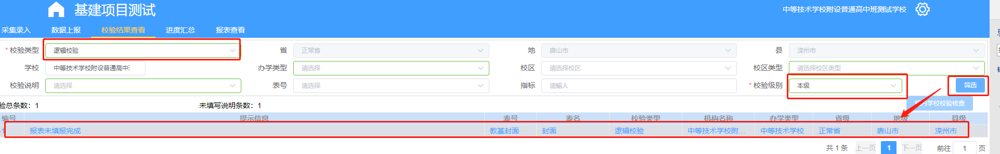 基建项目测试
中等技术学校附设普通高中班测试学校
采集录入 数据上报 校验结果查看 进度汇总 报表查看
* 校验类型 逻辑校验 省 正常省 地 唐山市 县 滦州市
学校 中等技术学校附设普通高中 办学类型 请选择 校区 请选择校区 校区类型 请选择校区类型
校验说明 请选择 表号 请选择 指标 请输入 * 校验级别 本级 筛选
验总条数：1 未填写说明条数：1 学校校验核查
编号 提示信息 表号 表名 校验类型 机构名称 办学类型 省级 地级 县级
1 报表未填报完成 教基封面 封面 逻辑校验 中等技术学校附... 中等技术学校 正常省 唐山市 滦州市
共 1 条 上一页 1 下一页 前往 1 页